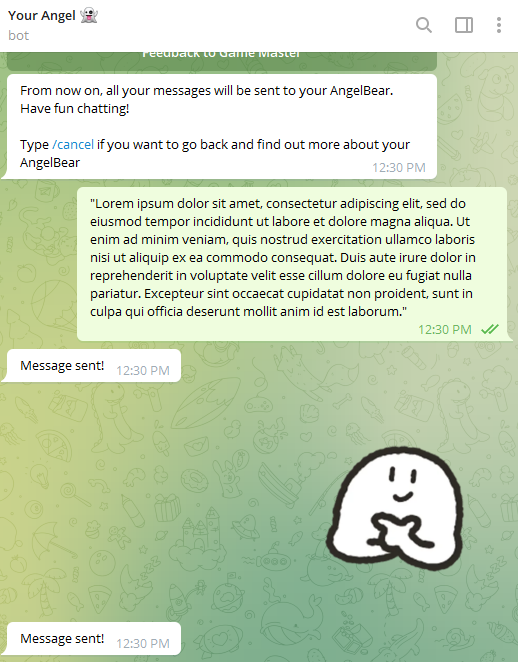 Your Angel 👻
bot
Feedback to Game Master
From now on, all your messages will be sent to your AngelBear.
Have fun chatting!
Type /cancel if you want to go back and find out more about your
AngelBear
12:30 PM
"Lorem ipsum dolor sit amet, consectetur adipiscing elit, sed do
eiusmod tempor incididunt ut labore et dolore magna aliqua. Ut
enim ad minim veniam, quis nostrud exercitation ullamco laboris
nisi ut aliquip ex ea commodo consequat. Duis aute irure dolor in
reprehenderit in voluptate velit esse cillum dolore eu fugiat nulla
pariatur. Excepteur sint occaecat cupidatat non proident, sunt in
culpa qui officia deserunt mollit anim id est laborum."
12:30 PM
Message sent! 12:30 PM
Message sent! 12:30 PM